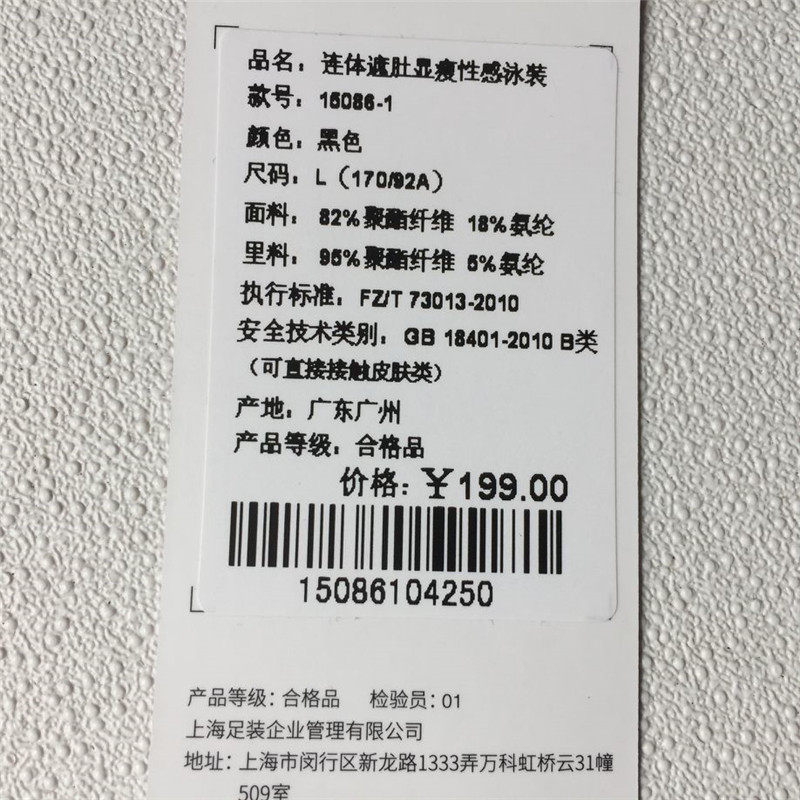 品名：连体遮肚显瘦性感泳装
款号：15086-1
颜色：黑色
尺码：L（170/92A）
面料：82%聚酯纤维 18%氨纶
里料：95%聚酯纤维 5%氨纶
执行标准：FZ/T 73013-2010
安全技术类别：GB 18401-2010 B类
（可直接接触皮肤类）
产地：广东广州
产品等级：合格品
价格：￥199.00
15086104250
产品等级：合格品 检验员：01
上海足装企业管理有限公司
地址：上海市闵行区新龙路1333弄万科虹桥云31幢
509室